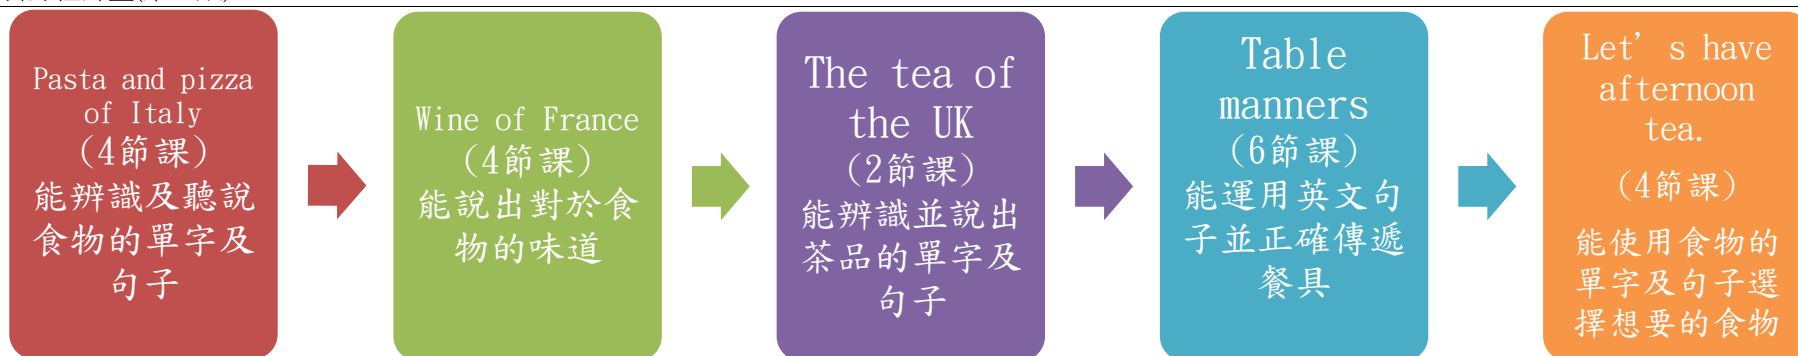 Pasta and pizza
of Italy
(4節課)
能辨識及聽說
食物的單字及
句子
Wine of France
(4節課)
能說出對於食
物的味道
The tea of
the UK
(2節課)
能辨識並說出
茶品的單字及
句子
Table
manners
(6節課)
能運用英文句
子並正確傳遞
餐具
Let’s have
afternoon
tea.
(4節課)
能使用食物的
單字及句子選
擇想要的食物